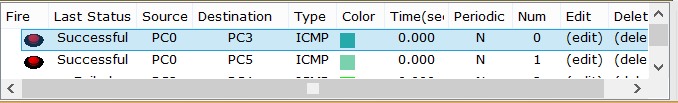 Fire Last Status Source Destination Type Color Time(sec Periodic Num Edit Delet
Successful PC0 PC3 ICMP 0.000 N 0 (edit) (dele
Successful PC0 PC5 ICMP 0.000 N 1 (edit) (dele